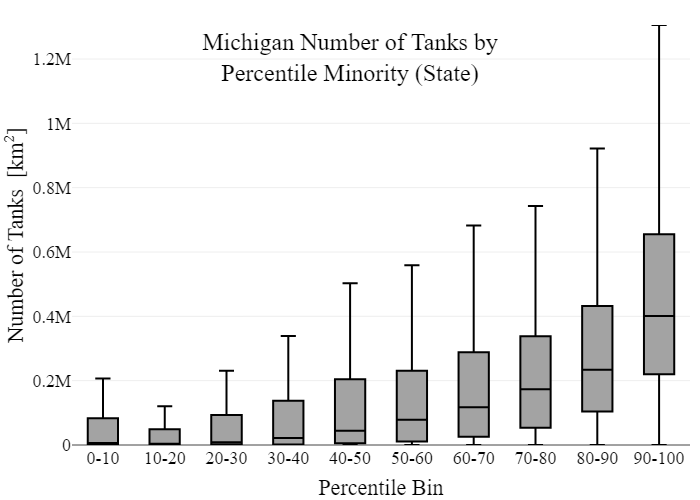 Michigan Number of Tanks by
Percentile Minority (State)
Number of Tanks [km²]
1.2M
1M
0.8M
0.6M
0.4M
0.2M
0
0-10 10-20 20-30 30-40 40-50 50-60 60-70 70-80 80-90 90-100
Percentile Bin